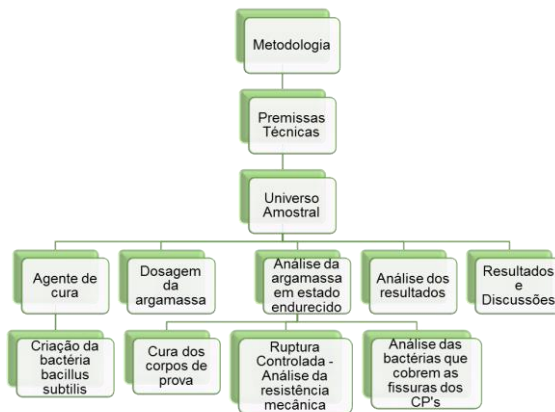 Metodologia
Premissas
Técnicas
Universo
Amostral
Agente de
cura
Dosagem
da
argamassa
Análise da
argamassa
em estado
endurecido
Análise dos
resultados
Resultados
e
Discussões
Criação da
bactéria
bacillus
subtilis
Cura dos
corpos de
prova
Ruptura
Controlada -
Análise da
resistência
mecânica
Análise das
bactérias que
cobrem as
fissuras dos
CP's